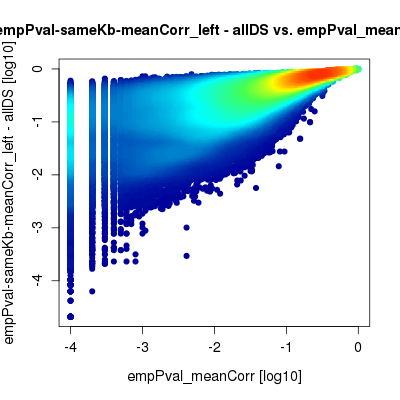 empPval-sameKb-meanCorr_left - allDS vs. empPval_mean
empPval-sameKb-meanCorr_left - allDS [log10]
0
-1
-2
-3
-4
-4 -3 -2 -1 0
empPval_meanCorr [log10]